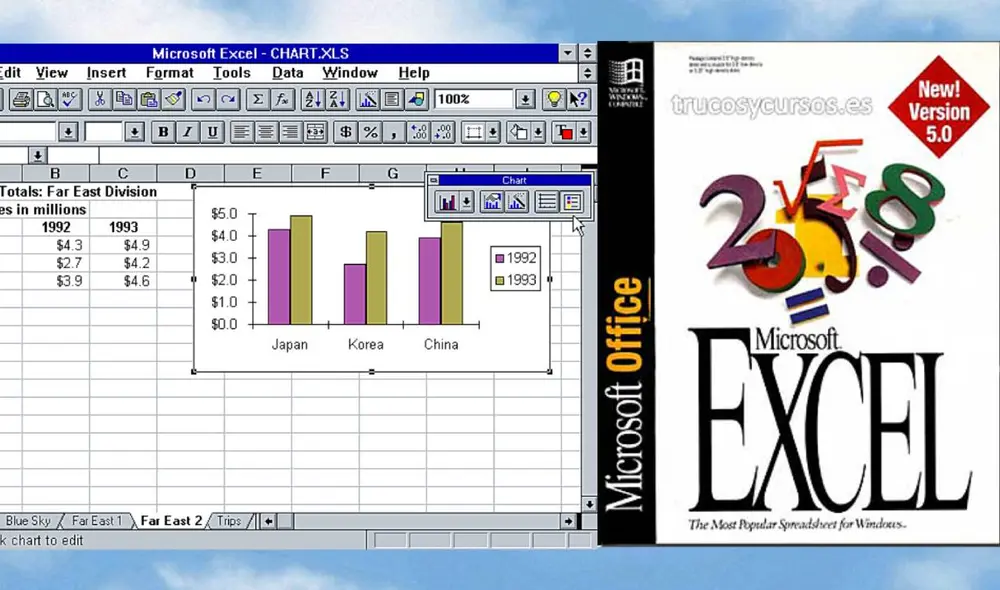 Microsoft Excel - CHART.XLS
Edit View Insert Format Tools Data Window Help
100%
B I U $ % ,
B C D E F G
Totals: Far East Division
es in millions
1992 1993
$4.3 $4.9
$2.7 $4.2
$3.9 $4.6
Chart
$5.0
$4.0
$3.0
$2.0
$1.0
$0.0
Japan Korea China
1992
1993
Blue Sky Far East 1 Far East 2 Trips
k chart to edit
MICROSOFT
WINDOWS
COMPATIBLE
trucosycursos.es
New!
Version
5.0
Microsoft Office
Microsoft
EXCEL
The Most Popular Spreadsheet for Windows